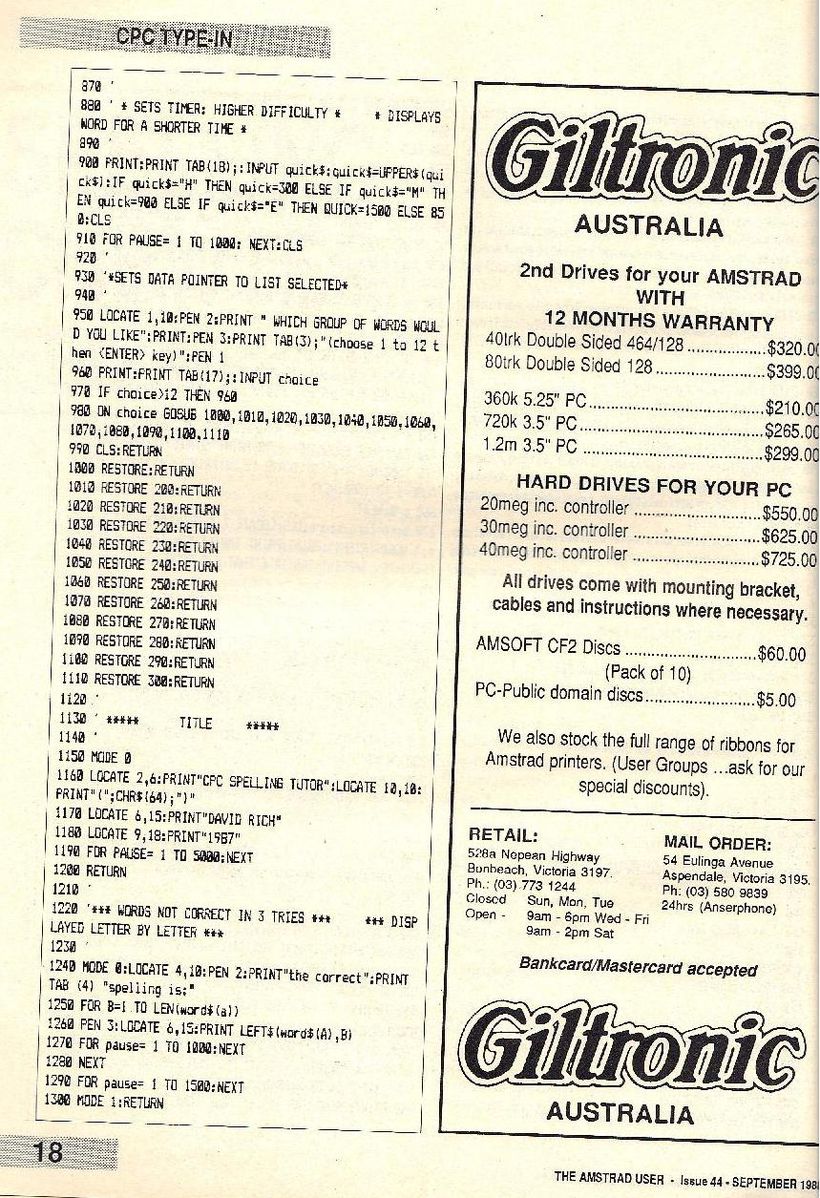 CPC TYPE-IN
870 '
880 ' * SETS TIMER: HIGHER DIFFICULTY *     * DISPLAYS
WORD FOR A SHORTER TIME *
890 '
900 PRINT:PRINT TAB(18);:INPUT quick$:quick$=UPPER$(qui
ck$):IF quick$="H" THEN quick=300 ELSE IF quick$="M" TH
EN quick=900 ELSE IF quick$="E" THEN QUICK=1500 ELSE 85
0:CLS
910 FOR PAUSE= 1 TO 1000: NEXT:CLS
920 '
930 '*SETS DATA POINTER TO LIST SELECTED*
940 '
950 LOCATE 1,10:PEN 2:PRINT " WHICH GROUP OF WORDS WOUL
D YOU LIKE":PRINT:PEN 3:PRINT TAB(3);"(choose 1 to 12 t
hen <ENTER> key)":PEN 1
960 PRINT:PRINT TAB(17);:INPUT choice
970 IF choice>12 THEN 960
980 ON choice GOSUB 1000,1010,1020,1030,1040,1050,1060,
1070,1080,1090,1100,1110
990 CLS:RETURN
1000 RESTORE:RETURN
1010 RESTORE 200:RETURN
1020 RESTORE 210:RETURN
1030 RESTORE 220:RETURN
1040 RESTORE 230:RETURN
1050 RESTORE 240:RETURN
1060 RESTORE 250:RETURN
1070 RESTORE 260:RETURN
1080 RESTORE 270:RETURN
1090 RESTORE 280:RETURN
1100 RESTORE 290:RETURN
1110 RESTORE 300:RETURN
1120 '
1130 ' *****     TITLE     *****
1140 '
1150 MODE 0
1160 LOCATE 2,6:PRINT"CPC SPELLING TUTOR":LOCATE 10,10:
PRINT"(";CHR$(64);")"
1170 LOCATE 6,15:PRINT"DAVID RICH"
1180 LOCATE 9,18:PRINT"1987"
1190 FOR PAUSE= 1 TO 5000:NEXT
1200 RETURN
1210 '
1220 '*** WORDS NOT CORRECT IN 3 TRIES ***     *** DISP
LAYED LETTER BY LETTER ***
1230 '
1240 MODE 0:LOCATE 4,10:PEN 2:PRINT"the correct":PRINT
TAB (4) "spelling is:"
1250 FOR B=1 TO LEN(word$(a))
1260 PEN 3:LOCATE 6,15:PRINT LEFT$(word$(A),B)
1270 FOR pause= 1 TO 1000:NEXT
1280 NEXT
1290 FOR pause= 1 TO 1500:NEXT
1300 MODE 1:RETURN
Giltronic
AUSTRALIA
2nd Drives for your AMSTRAD
WITH
12 MONTHS WARRANTY
40trk Double Sided 464/128 ..................$320.00
80trk Double Sided 128 .........................$399.00
360k 5.25" PC ........................................$210.00
720k 3.5" PC ..........................................$265.00
1.2m 3.5" PC ..........................................$299.00
HARD DRIVES FOR YOUR PC
20meg inc. controller .............................$550.00
30meg inc. controller .............................$625.00
40meg inc. controller .............................$725.00
All drives come with mounting bracket,
cables and instructions where necessary.
AMSOFT CF2 Discs ..............................$60.00
(Pack of 10)
PC-Public domain discs.........................$5.00
We also stock the full range of ribbons for
Amstrad printers. (User Groups ...ask for our
special discounts).
RETAIL:
528a Nepean Highway
Bonbeach, Victoria 3197.
Ph.: (03) 773 1244
Closed     Sun, Mon, Tue
Open -     9am - 6pm Wed - Fri
9am - 2pm Sat
MAIL ORDER:
54 Eulinga Avenue
Aspendale, Victoria 3195.
Ph: (03) 580 9839
24hrs (Anserphone)
Bankcard/Mastercard accepted
Giltronic
AUSTRALIA
18
THE AMSTRAD USER - Issue 44 - SEPTEMBER 198